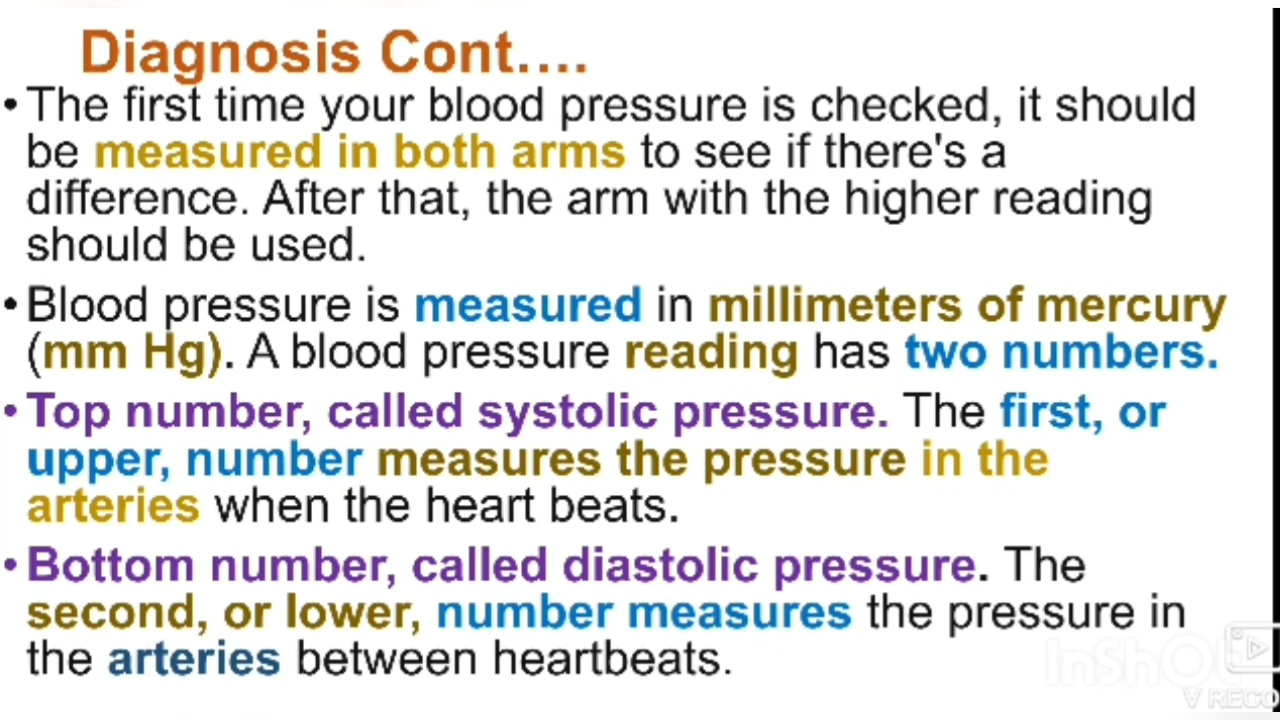 Diagnosis Cont....
• The first time your blood pressure is checked, it should
be measured in both arms to see if there's a
difference. After that, the arm with the higher reading
should be used.
• Blood pressure is measured in millimeters of mercury
(mm Hg). A blood pressure reading has two numbers.
• Top number, called systolic pressure. The first, or
upper, number measures the pressure in the
arteries when the heart beats.
• Bottom number, called diastolic pressure. The
second, or lower, number measures the pressure in
the arteries between heartbeats.
InShOt
V RECO